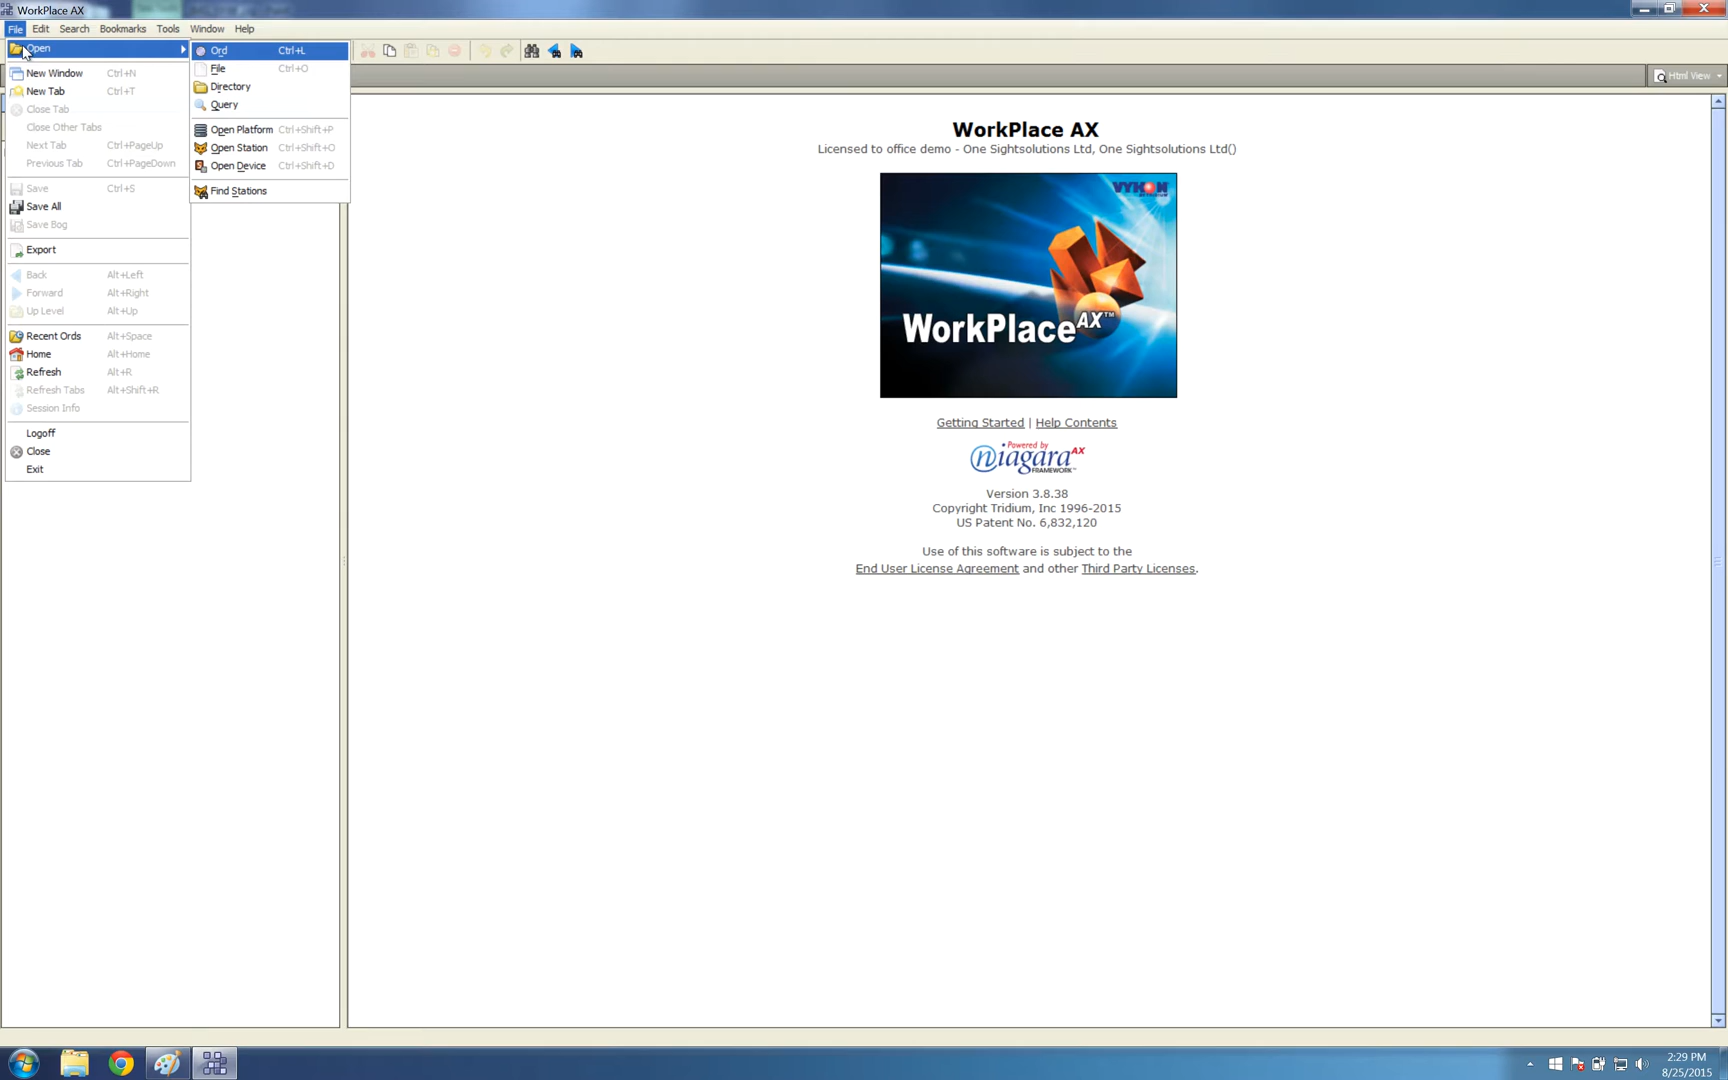 WorkPlace AX
File Edit Search Bookmarks Tools Window Help
Open
New Window Ctrl+N
New Tab Ctrl+T
Close Tab
Close Other Tabs
Next Tab Ctrl+PageUp
Previous Tab Ctrl+PageDown
Save Ctrl+S
Save All
Save Bog
Export
Back Alt+Left
Forward Alt+Right
Up Level Alt+Up
Recent Ords Alt+Space
Home Alt+Home
Refresh Alt+R
Refresh Tabs Alt+Shift+R
Session Info
Logoff
Close
Exit
Ord Ctrl+L
File Ctrl+O
Directory
Query
Open Platform Ctrl+Shift+P
Open Station Ctrl+Shift+O
Open Device Ctrl+Shift+D
Find Stations
Html View
WorkPlace AX
Licensed to office demo - One Sightsolutions Ltd, One Sightsolutions Ltd()
VYKON
WorkPlace AX™
Getting Started | Help Contents
Powered by
niagara AX
FRAMEWORK™
Version 3.8.38
Copyright Tridium, Inc 1996-2015
US Patent No. 6,832,120
Use of this software is subject to the
End User License Agreement and other Third Party Licenses.
2:29 PM
8/25/2015